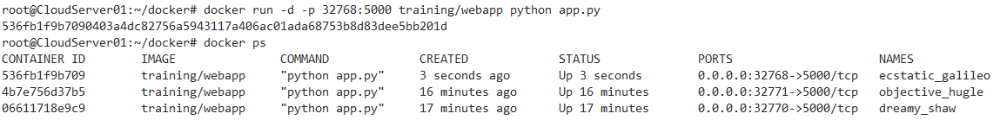 root@CloudServer01:~/docker# docker run -d -p 32768:5000 training/webapp python app.py
536fb1f9b7090403a4dc82756a5943117a406ac01ada68753b8d83dee5bb201d
root@CloudServer01:~/docker# docker ps
CONTAINER ID IMAGE COMMAND CREATED STATUS PORTS NAMES
536fb1f9b709 training/webapp "python app.py" 3 seconds ago Up 3 seconds 0.0.0.0:32768->5000/tcp ecstatic_galileo
4b7e756d37b5 training/webapp "python app.py" 16 minutes ago Up 16 minutes 0.0.0.0:32771->5000/tcp objective_hugle
06611718e9c9 training/webapp "python app.py" 17 minutes ago Up 17 minutes 0.0.0.0:32770->5000/tcp dreamy_shaw